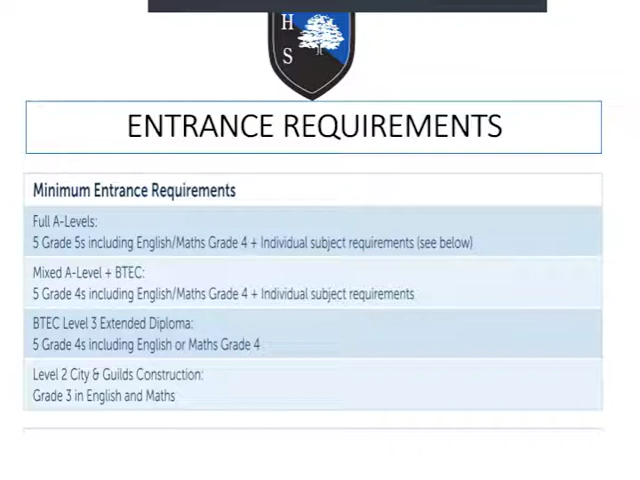 H
S
ENTRANCE REQUIREMENTS
Minimum Entrance Requirements
Full A-Levels:
5 Grade 5s including English/Maths Grade 4 + Individual subject requirements (see below)
Mixed A-Level + BTEC:
5 Grade 4s including English/Maths Grade 4 + Individual subject requirements
BTEC Level 3 Extended Diploma:
5 Grade 4s including English or Maths Grade 4
Level 2 City & Guilds Construction:
Grade 3 in English and Maths